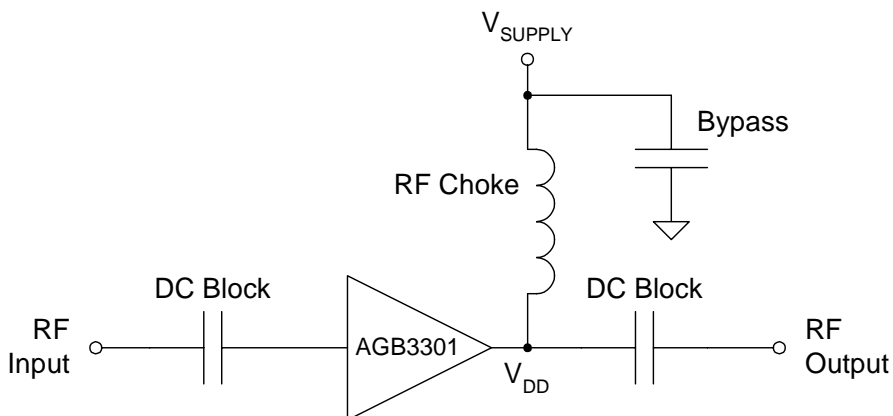 VSUPPLY
Bypass
RF Choke
DC Block
DC Block
RF
Input
AGB3301
VDD
RF
Output